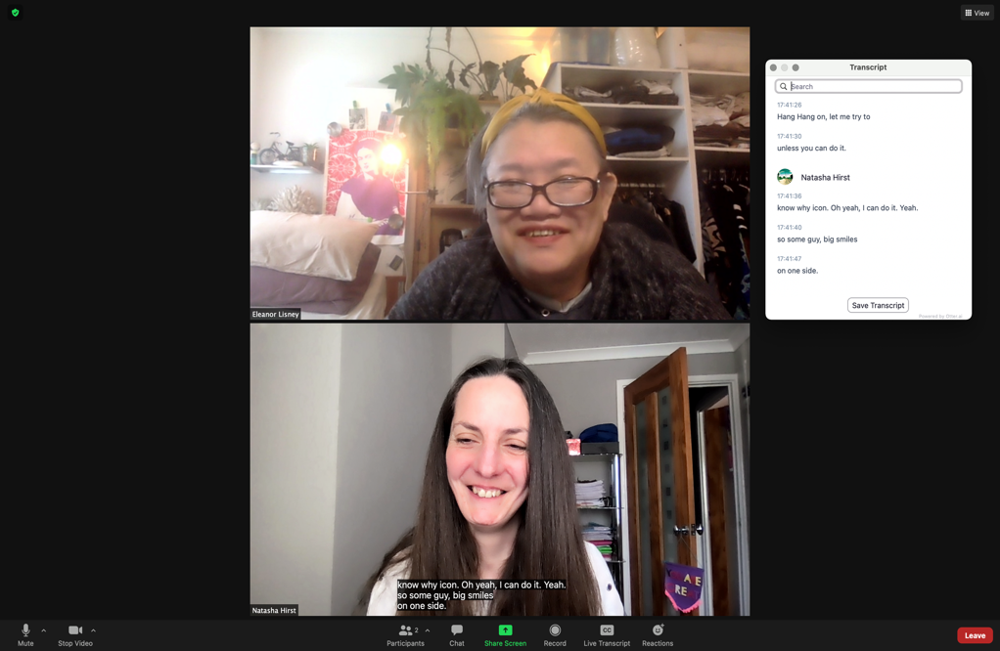 View
Transcript
Search
17:41:26
Hang Hang on, let me try to
17:41:30
unless you can do it.
Natasha Hirst
17:41:36
know why icon. Oh yeah, I can do it. Yeah.
17:41:40
so some guy, big smiles
17:41:47
on one side.
Save Transcript
Powered by Otter.ai
Eleanor Lisney
know why icon. Oh yeah, I can do it. Yeah.
so some guy, big smiles
on one side.
Natasha Hirst
Mute
Stop Video
Participants
2
Chat
Share Screen
Record
CC
Live Transcript
Reactions
Leave